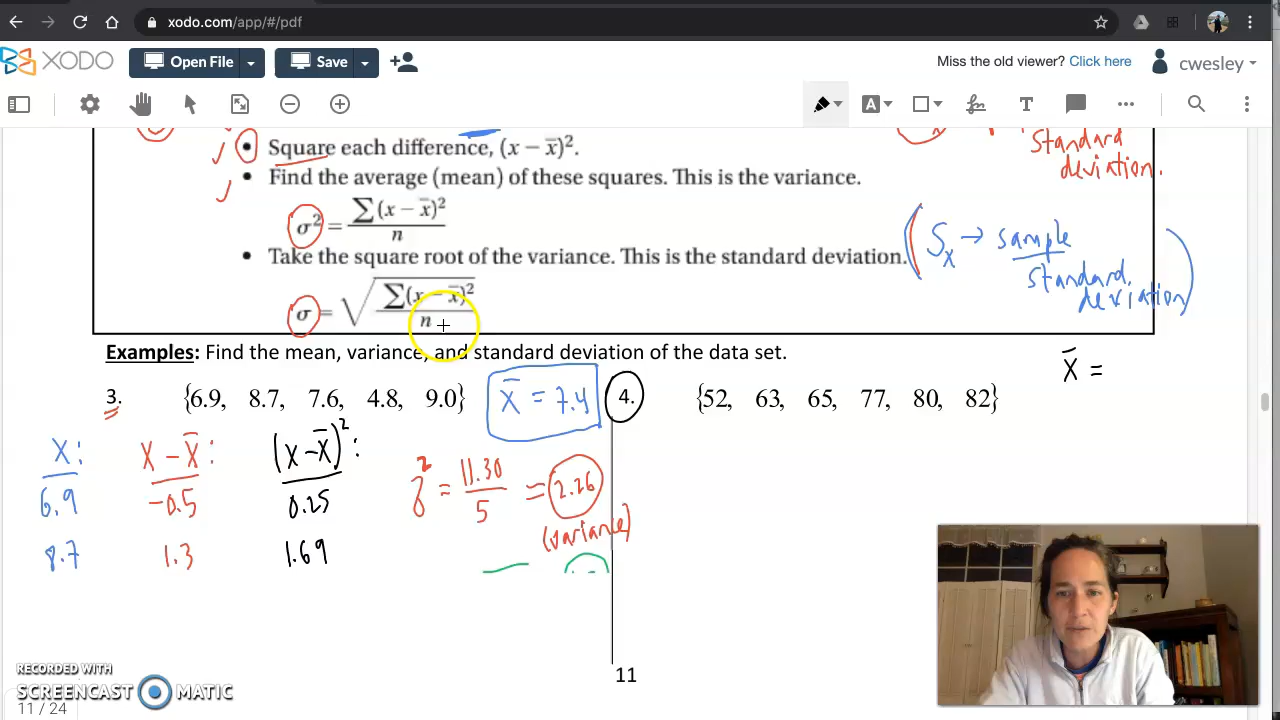 xodo.com/app/#/pdf
XODO
Open File
Save
Miss the old viewer? Click here
cwesley
T
• Square each difference, (x − x̄)².
• Find the average (mean) of these squares. This is the variance.
σ² = ∑(x − x̄)² / n
• Take the square root of the variance. This is the standard deviation.
σ = √(∑(x − x̄)² / n)
standard
deviation.
Sx → sample
standard
deviation
Examples: Find the mean, variance, and standard deviation of the data set.
x̄ =
3. {6.9, 8.7, 7.6, 4.8, 9.0} x̄ = 7.4
4. {52, 63, 65, 77, 80, 82}
x: x − x̄: (x − x̄)²:
6.9 −0.5 0.25
8.7 1.3 1.69
σ² = 11.30 / 5 = 2.26
(variance)
11
RECORDED WITH
SCREENCAST MATIC
11 / 24